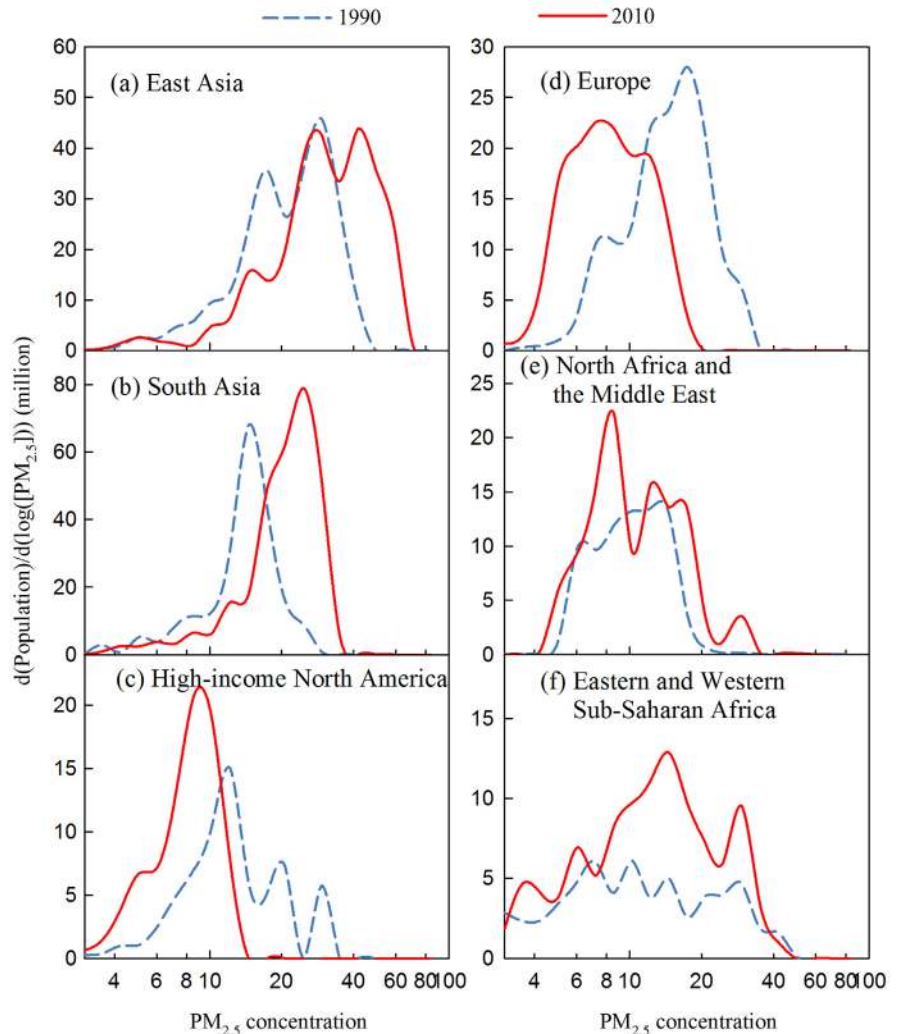 1990 2010
(a) East Asia
60
50
40
30
20
10
0
(b) South Asia
80
60
40
20
0
(c) High-income North America
20
15
10
5
0
4 6 8 10 20 40 60 100
PM2.5 concentration
d(Population)/d(log([PM2.5])) (million)
(d) Europe
30
25
20
15
10
5
0
(e) North Africa and
the Middle East
20
15
10
5
0
(f) Eastern and Western
Sub-Saharan Africa
15
10
5
0
4 6 8 10 20 40 60 100
PM2.5 concentration